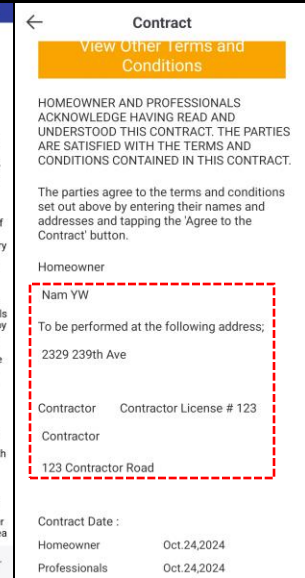 Contract
View Other Terms and
Conditions
HOMEOWNER AND PROFESSIONALS
ACKNOWLEDGE HAVING READ AND
UNDERSTOOD THIS CONTRACT. THE PARTIES
ARE SATISFIED WITH THE TERMS AND
CONDITIONS CONTAINED IN THIS CONTRACT.
The parties agree to the terms and conditions
set out above by entering their names and
addresses and tapping the 'Agree to the
Contract' button.
Homeowner
Nam YW
To be performed at the following address;
2329 239th Ave
Contractor Contractor License # 123
Contractor
123 Contractor Road
Contract Date :
Homeowner Oct.24,2024
Professionals Oct.24,2024